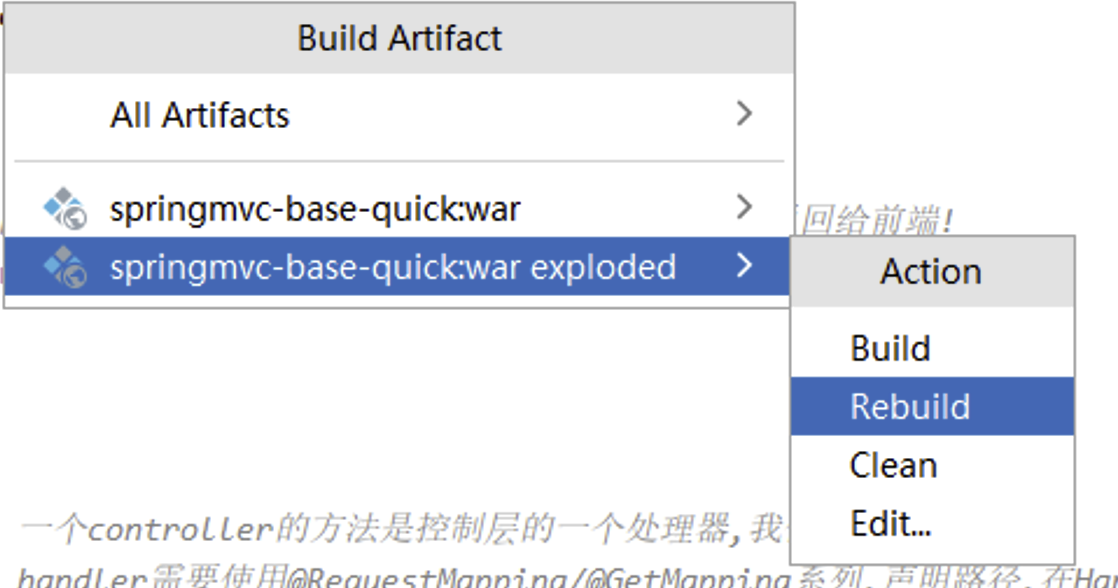 Build Artifact
All Artifacts
springmvc-base-quick:war
回给前端!
springmvc-base-quick:war exploded
Action
Build
Rebuild
Clean
Edit...
一个controller的方法是控制层的一个处理器,我
handler需要使用@RequestMapping/@GetMapping系列,声明路径,在Ha